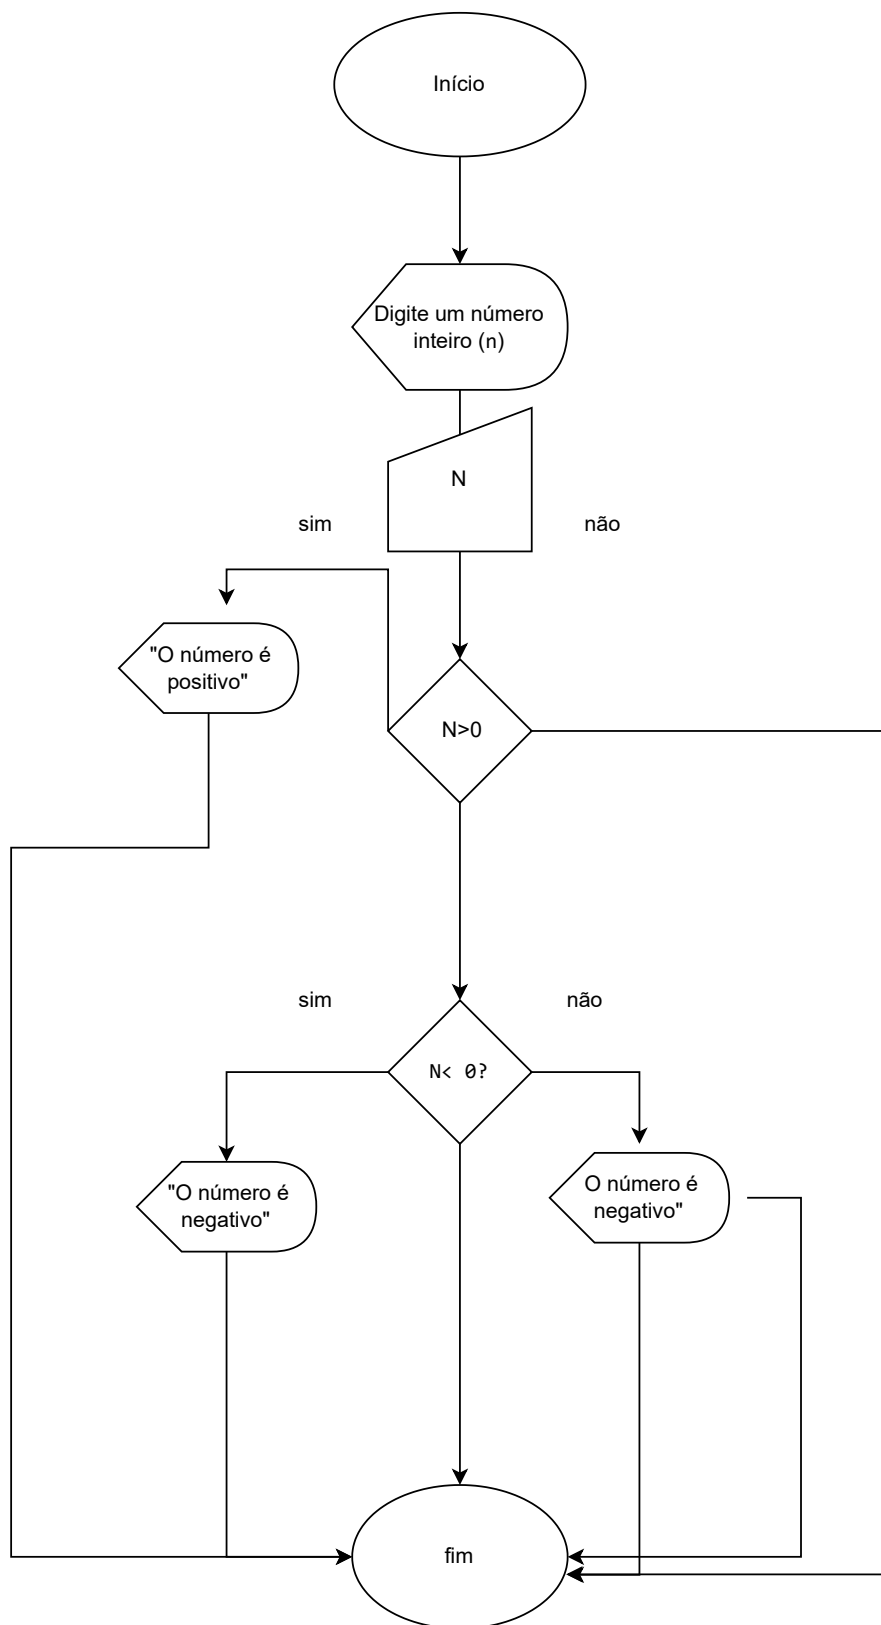 Início
Digite um número
inteiro (n)
N
sim
não
"O número é
positivo"
N>0
sim
não
N< 0?
"O número é
negativo"
O número é
negativo"
fim